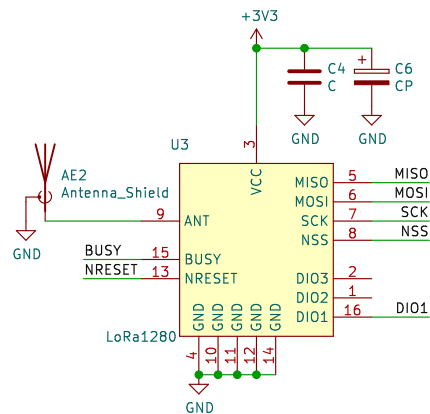 +3V3
+
C4
C
C6
CP
GND
GND
U3
3
VCC
AE2
Antenna_Shield
GND
9
ANT
BUSY
15
BUSY
NRESET
13
NRESET
MISO
5
MISO
MOSI
6
MOSI
SCK
7
SCK
NSS
8
NSS
DIO3
2
DIO2
1
DIO1
16
DIO1
GND
GND
GND
GND
GND
LoRa1280
4
10
11
12
14
GND